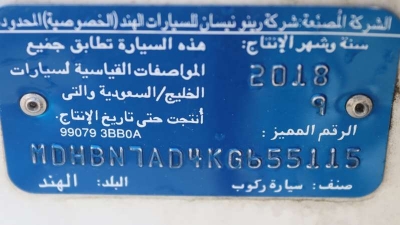 الشركة المصنعة: شركة رينو نيسان للسيارات الهند (الخصوصية) المحدودة
سنة وشهر الإنتاج: هذه السيارة تطابق جميع
2018 المواصفات القياسية لسيارات
9 الخليج/السعودية والتى
أنتجت حتى تاريخ الإنتاج.
الرقم المميز: 99079 3BB0A
MDHBN7AD4KG655115
صنف: سيارة ركوب البلد: الهند